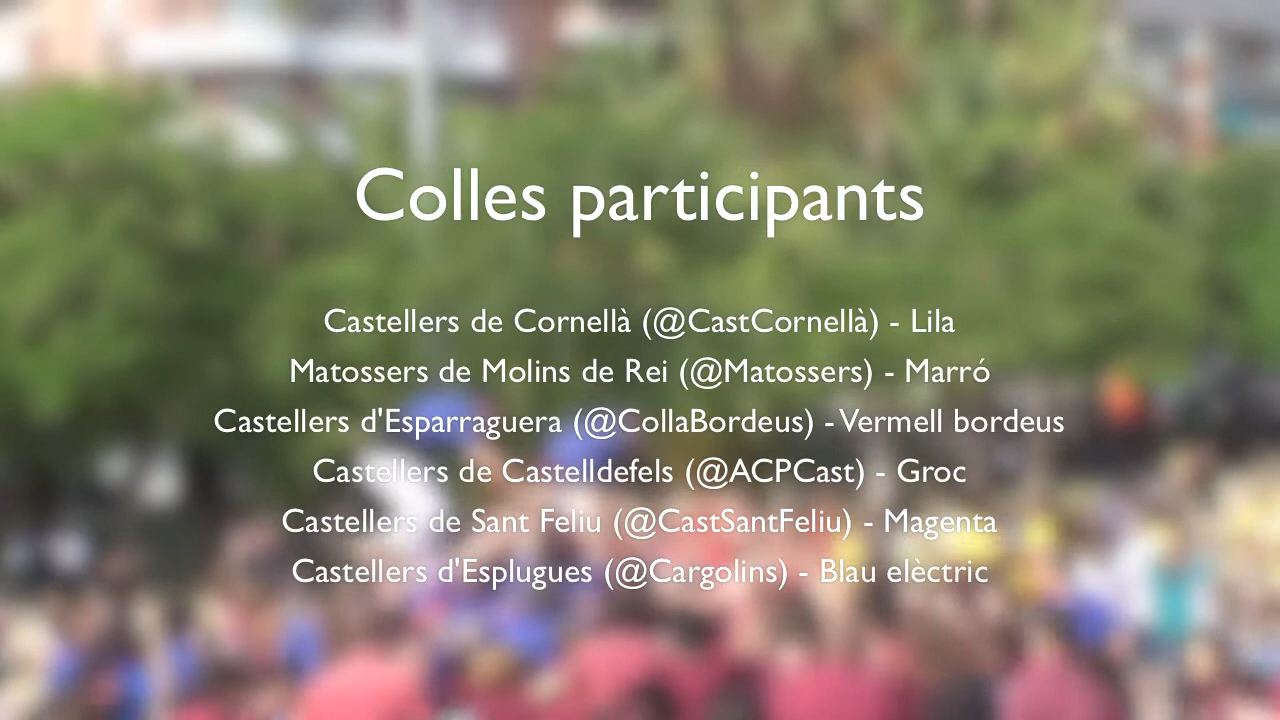 Colles participants
Castellers de Cornellà (@CastCornellà) - Lila
Matossers de Molins de Rei (@Matossers) - Marró
Castellers d'Esparraguera (@CollaBordeus) - Vermell bordeus
Castellers de Castelldefels (@ACPCast) - Groc
Castellers de Sant Feliu (@CastSantFeliu) - Magenta
Castellers d'Esplugues (@Cargolins) - Blau elèctric